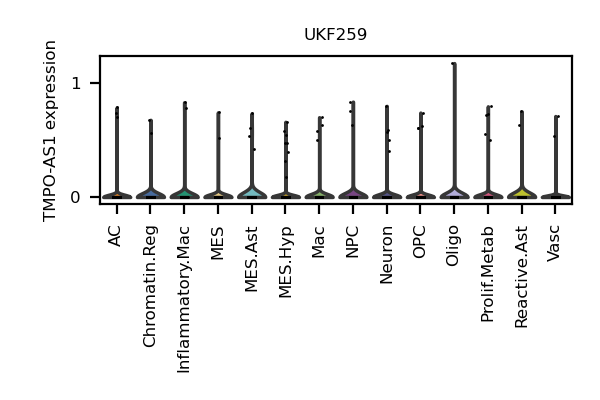 UKF259
TMPO-AS1 expression
1
0
AC
Chromatin.Reg
Inflammatory.Mac
MES
MES.Ast
MES.Hyp
Mac
NPC
Neuron
OPC
Oligo
Prolif.Metab
Reactive.Ast
Vasc